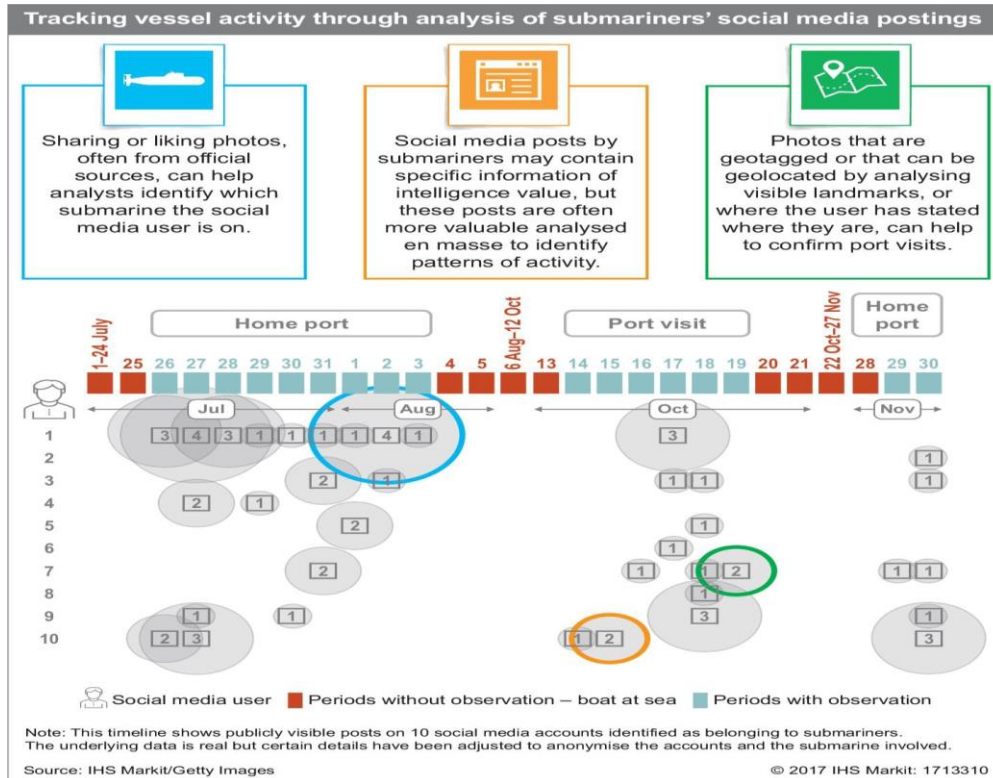 Tracking vessel activity through analysis of submariners' social media postings
Sharing or liking photos,
often from official
sources, can help
analysts identify which
submarine the social
media user is on.
Social media posts by
submariners may contain
specific information of
intelligence value, but
these posts are often
more valuable analysed
en masse to identify
patterns of activity.
Photos that are
geotagged or that can be
geolocated by analysing
visible landmarks, or
where the user has stated
where they are, can help
to confirm port visits.
Home port
Port visit
Home
port
1–24 July
25 26 27 28 29 30 31 1 2 3 4 5
6 Aug–12 Oct
13 14 15 16 17 18 19 20 21
22 Oct–27 Nov
28 29 30
Jul Aug Oct Nov
1 3 4 3 1 1 1 1 4 1 3
2 1
3 2 1 1 1 1
4 2 1
5 2 1
6 1
7 2 1 1 2 1 1
8 1
9 1 1 3 1
10 2 3 1 2 3
Social media user Periods without observation – boat at sea Periods with observation
Note: This timeline shows publicly visible posts on 10 social media accounts identified as belonging to submariners.
The underlying data is real but certain details have been adjusted to anonymise the accounts and the submarine involved.
Source: IHS Markit/Getty Images © 2017 IHS Markit: 1713310